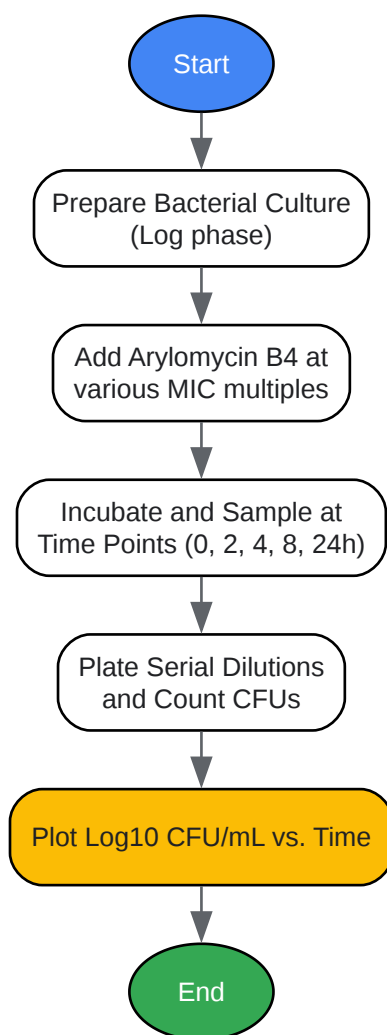 Start
Prepare Bacterial Culture
(Log phase)
Add Arylomycin B4 at
various MIC multiples
Incubate and Sample at
Time Points (0, 2, 4, 8, 24h)
Plate Serial Dilutions
and Count CFUs
Plot Log10 CFU/mL vs. Time
End